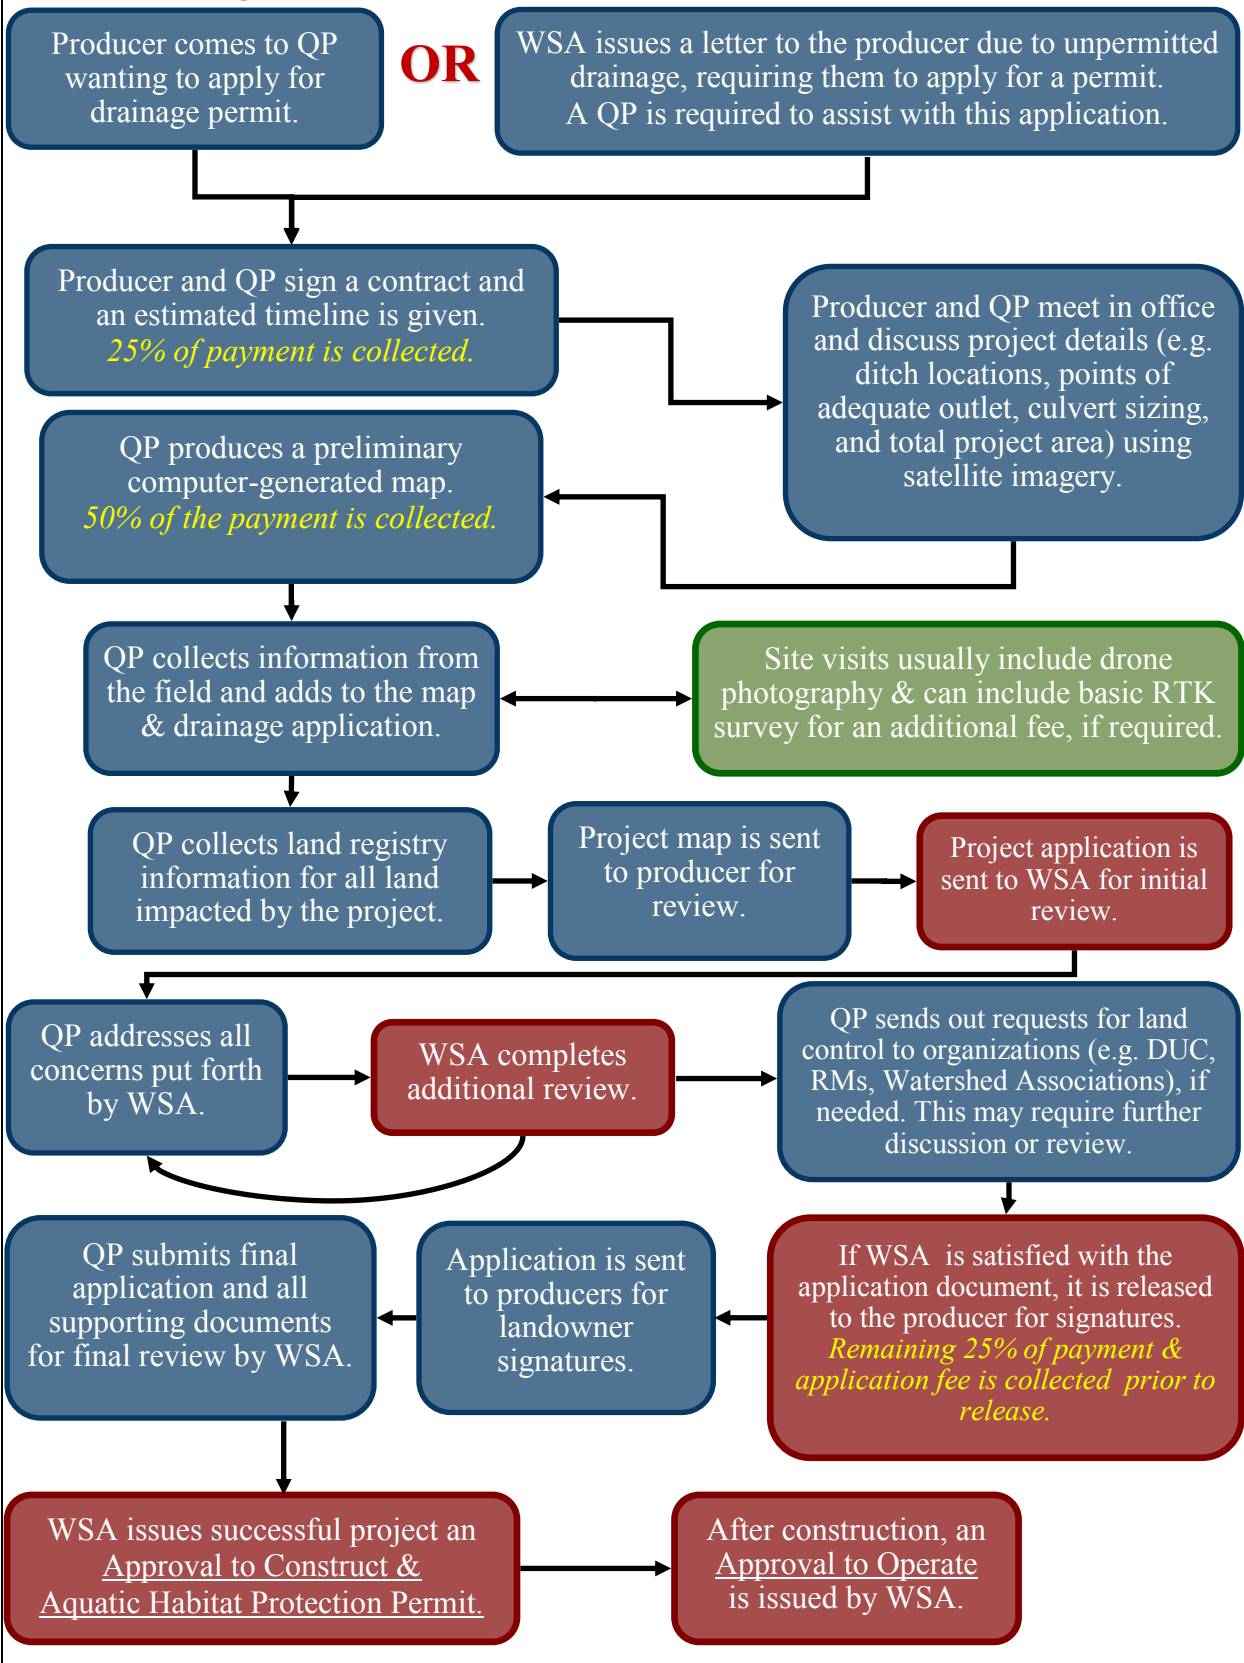 Producer comes to QP
wanting to apply for
drainage permit.
OR
WSA issues a letter to the producer due to unpermitted
drainage, requiring them to apply for a permit.
A QP is required to assist with this application.
Producer and QP sign a contract and
an estimated timeline is given.
25% of payment is collected.
Producer and QP meet in office
and discuss project details (e.g.
ditch locations, points of
adequate outlet, culvert sizing,
and total project area) using
satellite imagery.
QP produces a preliminary
computer-generated map.
50% of the payment is collected.
QP collects information from
the field and adds to the map
& drainage application.
Site visits usually include drone
photography & can include basic RTK
survey for an additional fee, if required.
QP collects land registry
information for all land
impacted by the project.
Project map is sent
to producer for
review.
Project application is
sent to WSA for initial
review.
QP addresses all
concerns put forth
by WSA.
WSA completes
additional review.
QP sends out requests for land
control to organizations (e.g. DUC,
RMs, Watershed Associations), if
needed. This may require further
discussion or review.
If WSA  is satisfied with the
application document, it is released
to the producer for signatures.
Remaining 25% of payment &
application fee is collected  prior to
release.
Application is sent
to producers for
landowner
signatures.
QP submits final
application and all
supporting documents
for final review by WSA.
WSA issues successful project an
Approval to Construct &
Aquatic Habitat Protection Permit.
After construction, an
Approval to Operate
is issued by WSA.